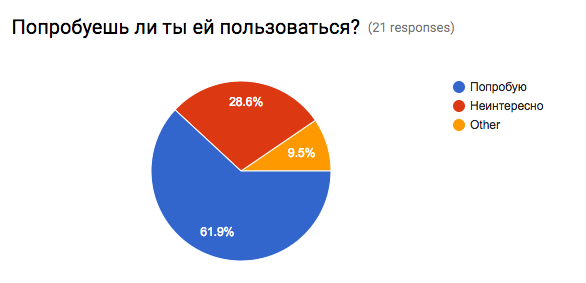 Попробуешь ли ты ей пользоваться? (21 responses)
28.6%
9.5%
61.9%
Попробую
Неинтересно
Other